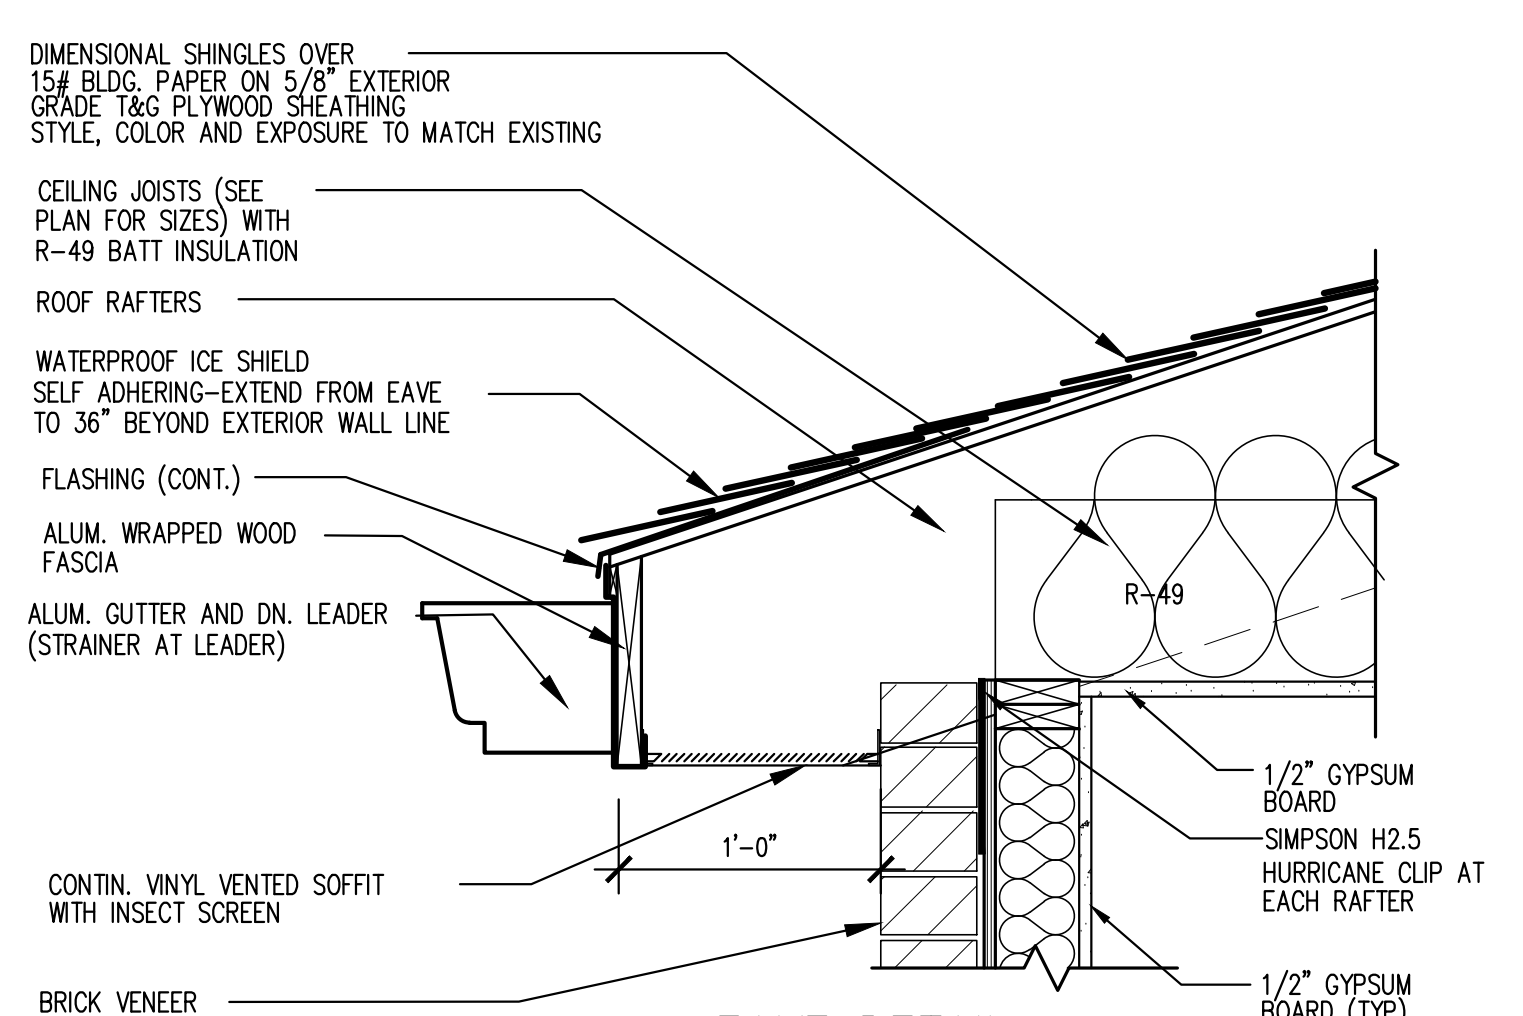 DIMENSIONAL SHINGLES OVER
15# BLDG. PAPER ON 5/8" EXTERIOR
GRADE T&G PLYWOOD SHEATHING
STYLE, COLOR AND EXPOSURE TO MATCH EXISTING
CEILING JOISTS (SEE
PLAN FOR SIZES) WITH
R-49 BATT INSULATION
ROOF RAFTERS
WATERPROOF ICE SHIELD
SELF ADHERING-EXTEND FROM EAVE
TO 36" BEYOND EXTERIOR WALL LINE
FLASHING (CONT.)
ALUM. WRAPPED WOOD
FASCIA
ALUM. GUTTER AND DN. LEADER
(STRAINER AT LEADER)
R-49
1'-0"
CONTIN. VINYL VENTED SOFFIT
WITH INSECT SCREEN
BRICK VENEER
1/2" GYPSUM
BOARD
SIMPSON H2.5
HURRICANE CLIP AT
EACH RAFTER
1/2" GYPSUM
BOARD (TYP)